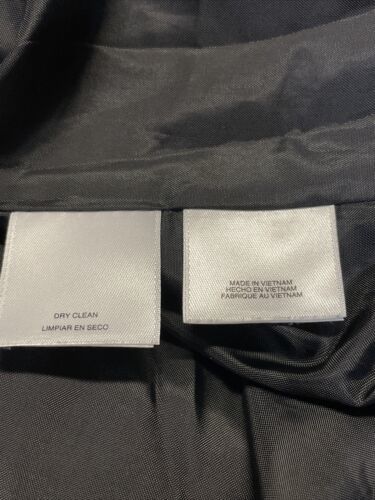 DRY CLEAN
LIMPIAR EN SECO
MADE IN VIETNAM
HECHO EN VIETNAM
FABRIQUE AU VIETNAM